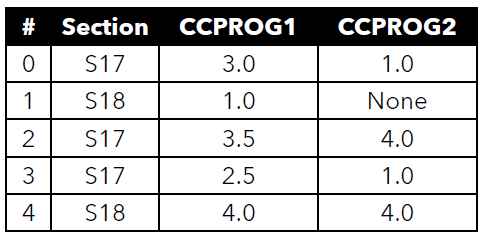 # Section CCPROG1 CCPROG2
0 S17 3.0 1.0
1 S18 1.0 None
2 S17 3.5 4.0
3 S17 2.5 1.0
4 S18 4.0 4.0